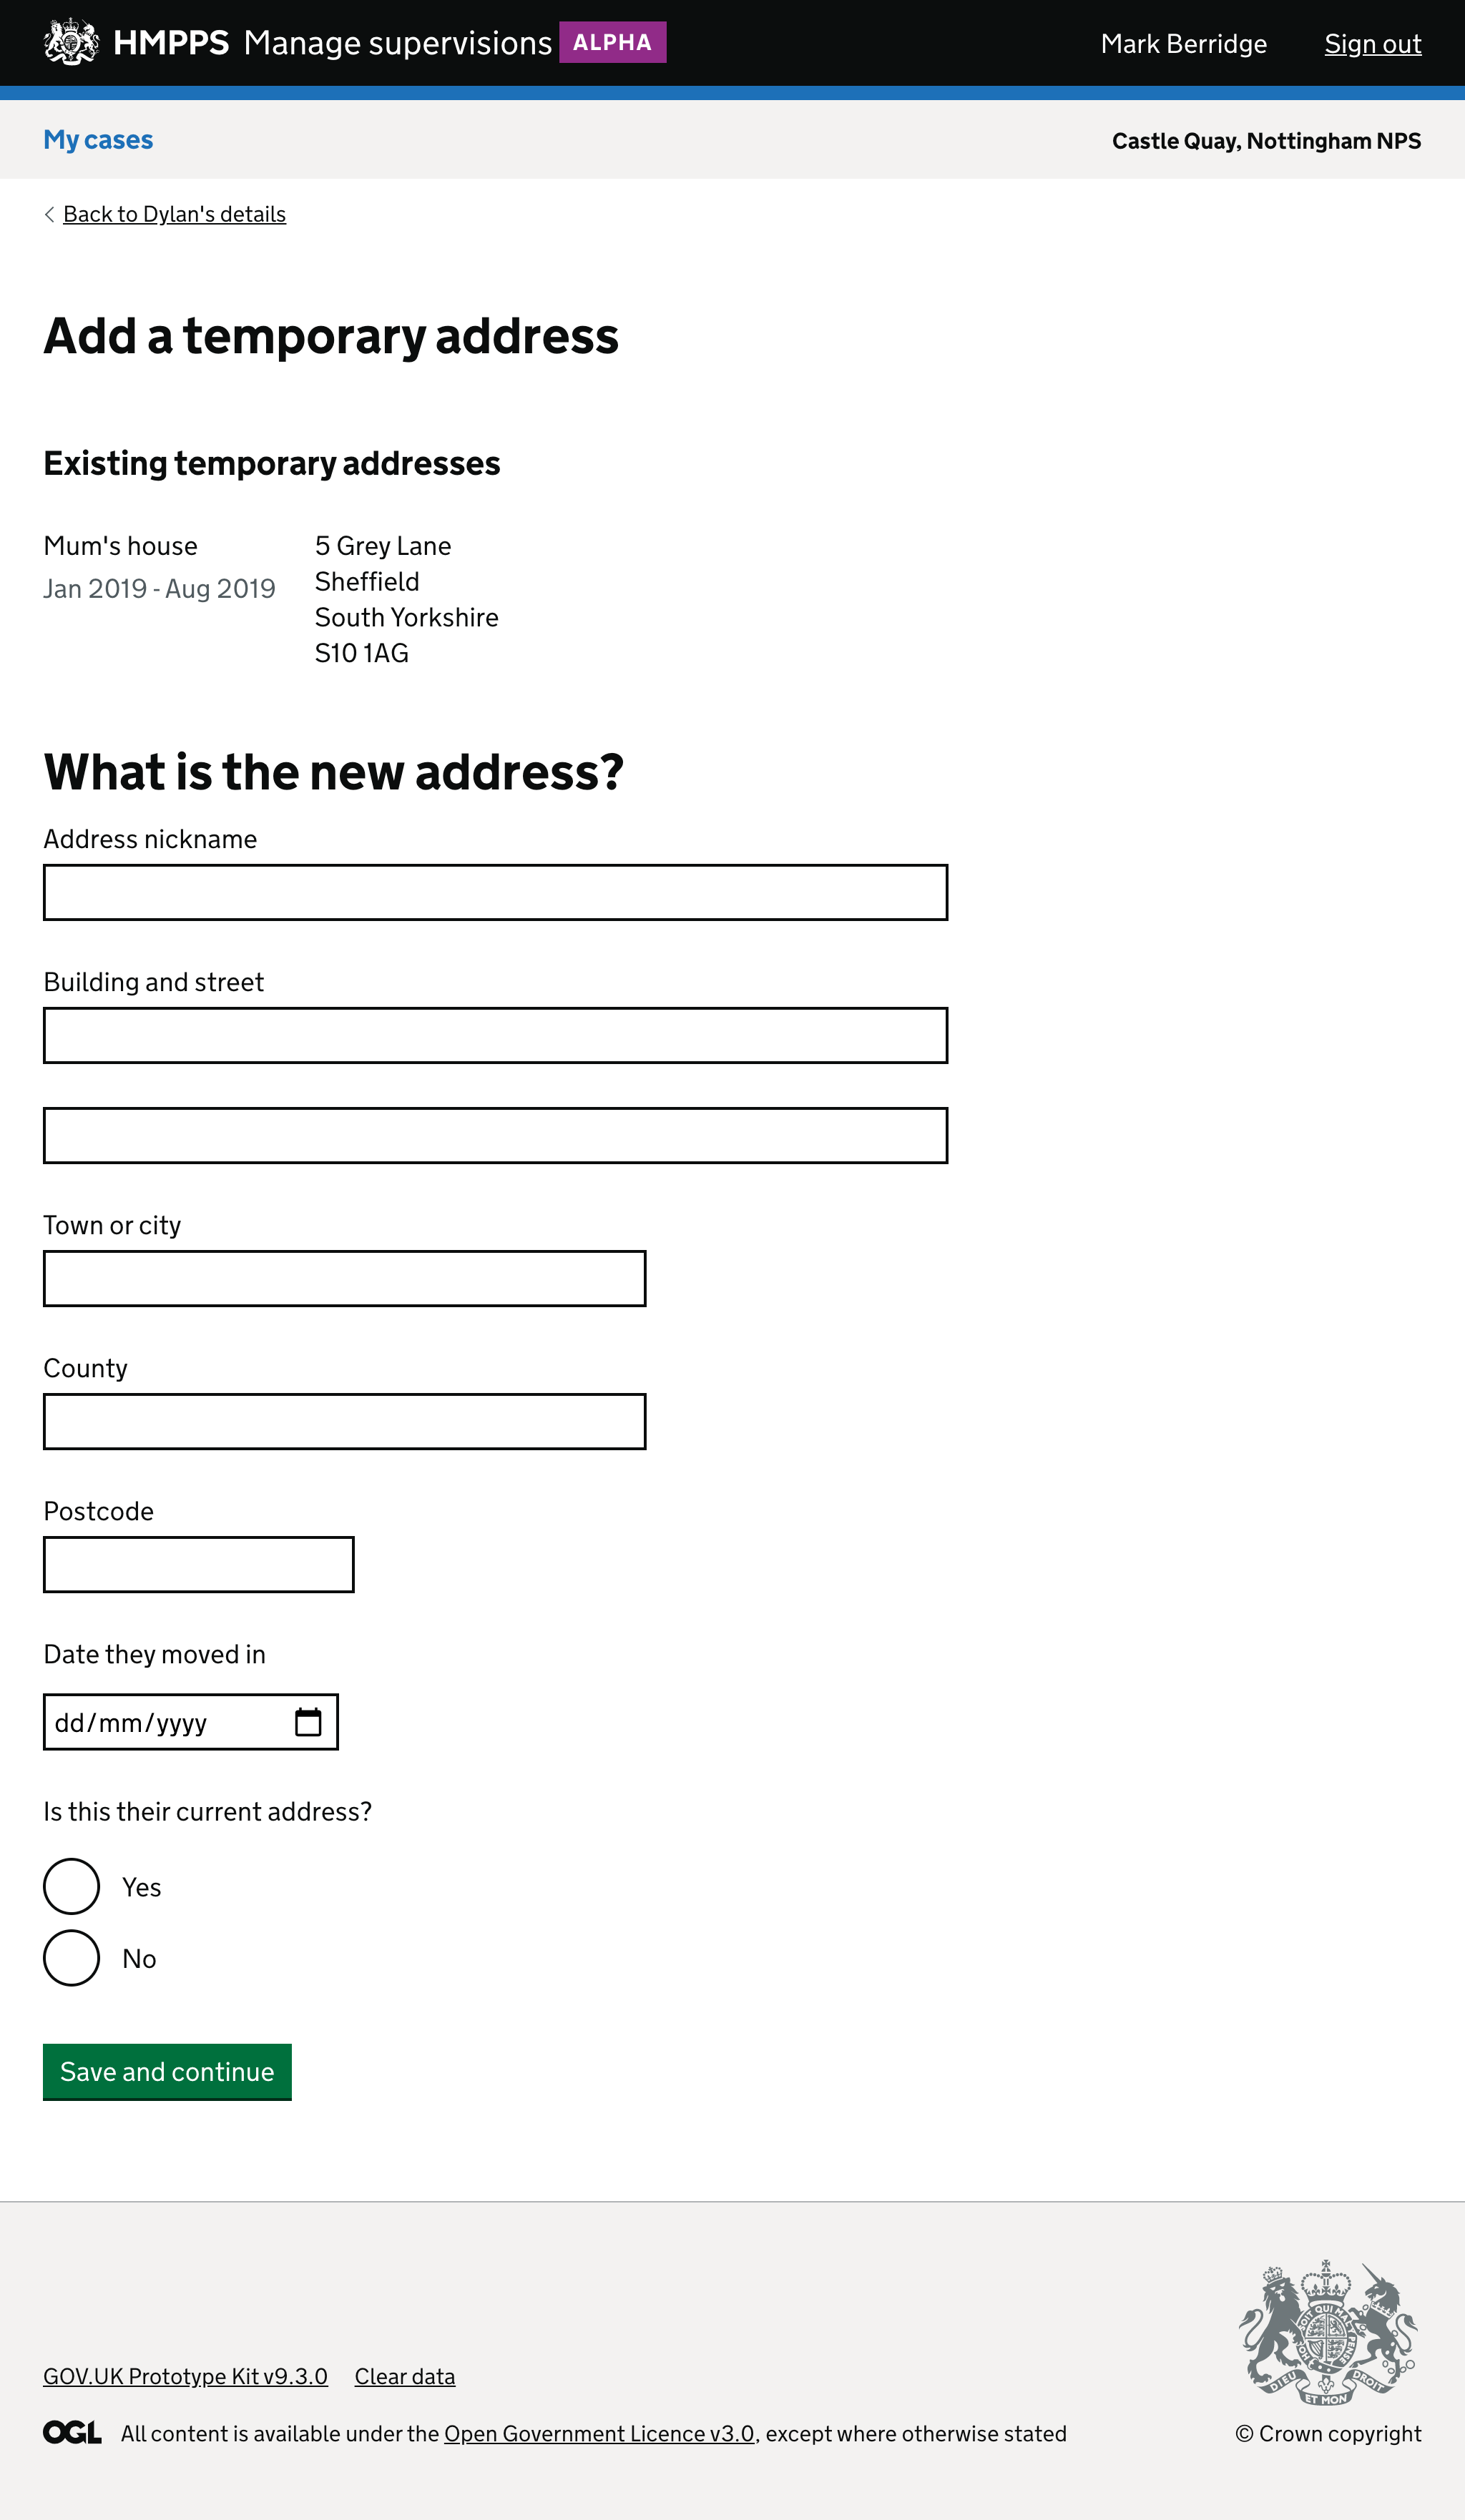 HMPPS Manage supervisions ALPHA
Mark Berridge Sign out
My cases
Castle Quay, Nottingham NPS
Back to Dylan's details
Add a temporary address
Existing temporary addresses
Mum's house
Jan 2019 - Aug 2019
5 Grey Lane
Sheffield
South Yorkshire
S10 1AG
What is the new address?
Address nickname
Building and street
Town or city
County
Postcode
Date they moved in
dd/mm/yyyy
Is this their current address?
Yes
No
Save and continue
GOV.UK Prototype Kit v9.3.0 Clear data
OGL All content is available under the Open Government Licence v3.0, except where otherwise stated
DIEU ET MON DROIT
© Crown copyright